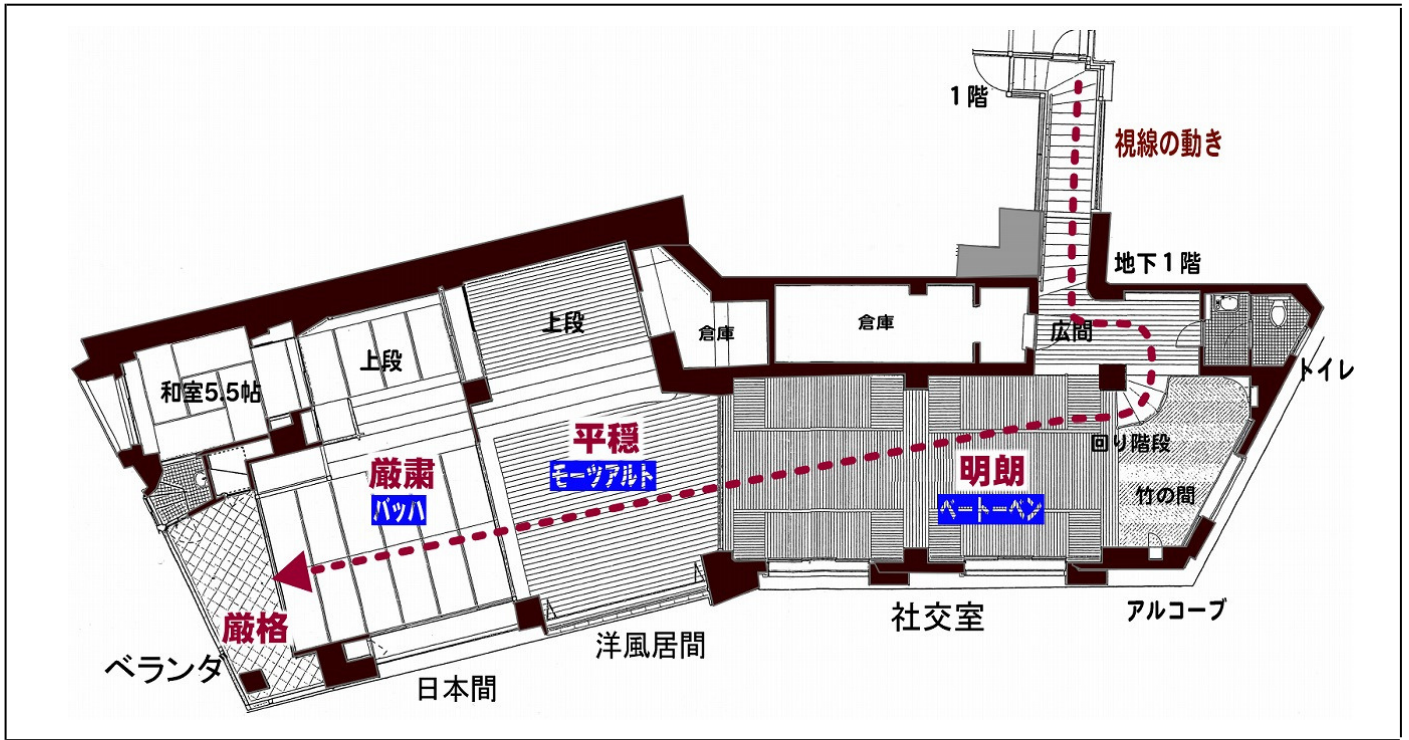 1階
視線の動き
地下1階
広間
トイレ
倉庫
倉庫
上段
上段
和室5.5帖
平穏
モーツアルト
厳粛
バッハ
明朗
ベートーベン
回り階段
竹の間
厳格
ベランダ
日本間
洋風居間
社交室
アルコーブ